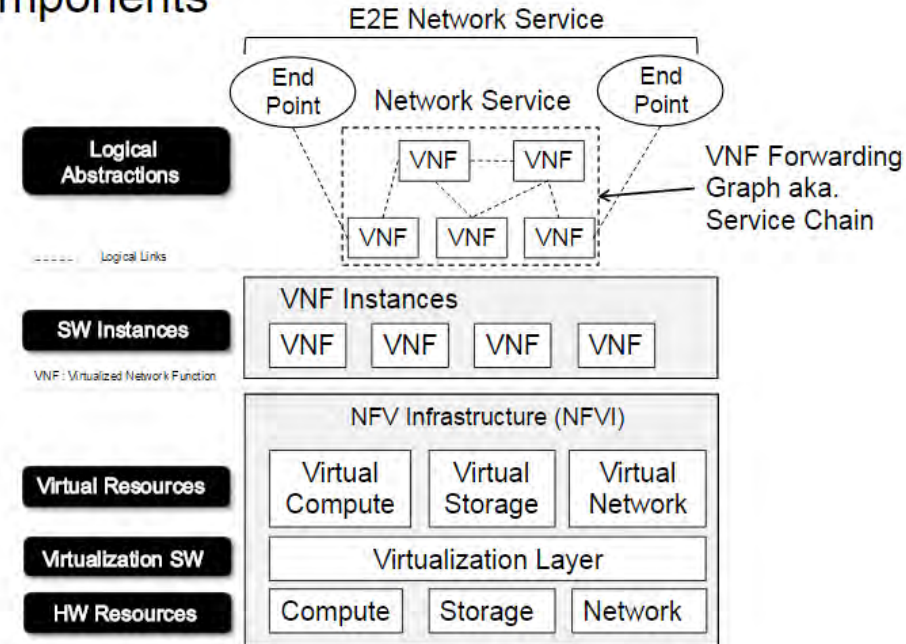 E2E Network Service
End
Point
Network Service
End
Point
Logical
Abstractions
VNF
VNF
VNF Forwarding
Graph aka.
Service Chain
VNF
VNF
VNF
Logical Links
VNF Instances
SW Instances
VNF
VNF
VNF
VNF
VNF : Virtualized Network Function
NFV Infrastructure (NFVI)
Virtual Resources
Virtual
Compute
Virtual
Storage
Virtual
Network
Virtualization SW
Virtualization Layer
HW Resources
Compute
Storage
Network